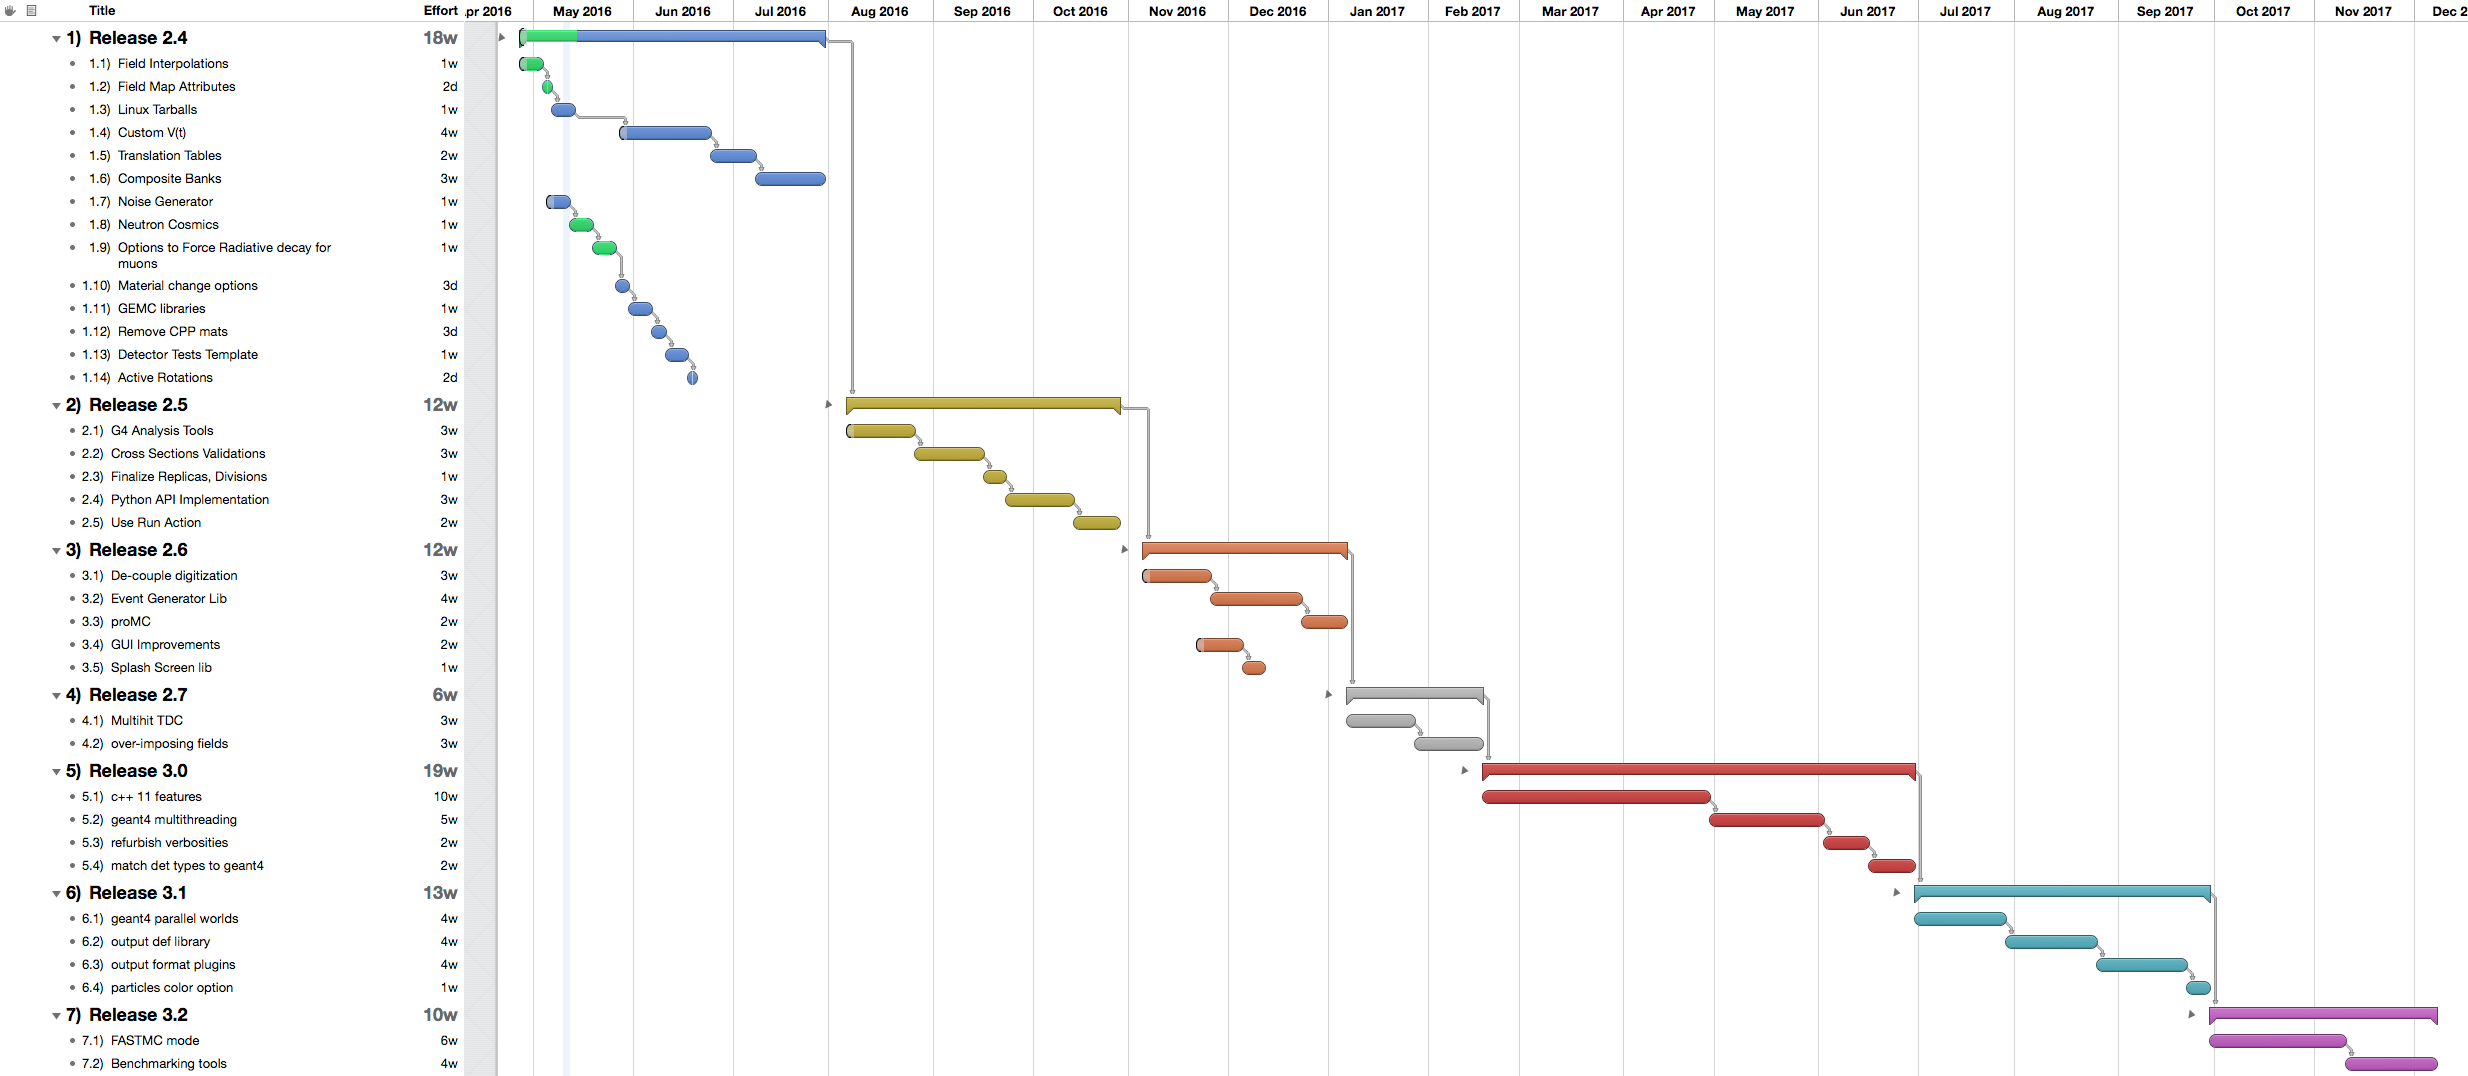 Title Effort pr 2016 May 2016 Jun 2016 Jul 2016 Aug 2016 Sep 2016 Oct 2016 Nov 2016 Dec 2016 Jan 2017 Feb 2017 Mar 2017 Apr 2017 May 2017 Jun 2017 Jul 2017 Aug 2017 Sep 2017 Oct 2017 Nov 2017 Dec 2
1) Release 2.4 18w
1.1) Field Interpolations 1w
1.2) Field Map Attributes 2d
1.3) Linux Tarballs 1w
1.4) Custom V(t) 4w
1.5) Translation Tables 2w
1.6) Composite Banks 3w
1.7) Noise Generator 1w
1.8) Neutron Cosmics 1w
1.9) Options to Force Radiative decay for 1w
muons
1.10) Material change options 3d
1.11) GEMC libraries 1w
1.12) Remove CPP mats 3d
1.13) Detector Tests Template 1w
1.14) Active Rotations 2d
2) Release 2.5 12w
2.1) G4 Analysis Tools 3w
2.2) Cross Sections Validations 3w
2.3) Finalize Replicas, Divisions 1w
2.4) Python API Implementation 3w
2.5) Use Run Action 2w
3) Release 2.6 12w
3.1) De-couple digitization 3w
3.2) Event Generator Lib 4w
3.3) proMC 2w
3.4) GUI Improvements 2w
3.5) Splash Screen lib 1w
4) Release 2.7 6w
4.1) Multihit TDC 3w
4.2) over-imposing fields 3w
5) Release 3.0 19w
5.1) c++ 11 features 10w
5.2) geant4 multithreading 5w
5.3) refurbish verbosities 2w
5.4) match det types to geant4 2w
6) Release 3.1 13w
6.1) geant4 parallel worlds 4w
6.2) output def library 4w
6.3) output format plugins 4w
6.4) particles color option 1w
7) Release 3.2 10w
7.1) FASTMC mode 6w
7.2) Benchmarking tools 4w